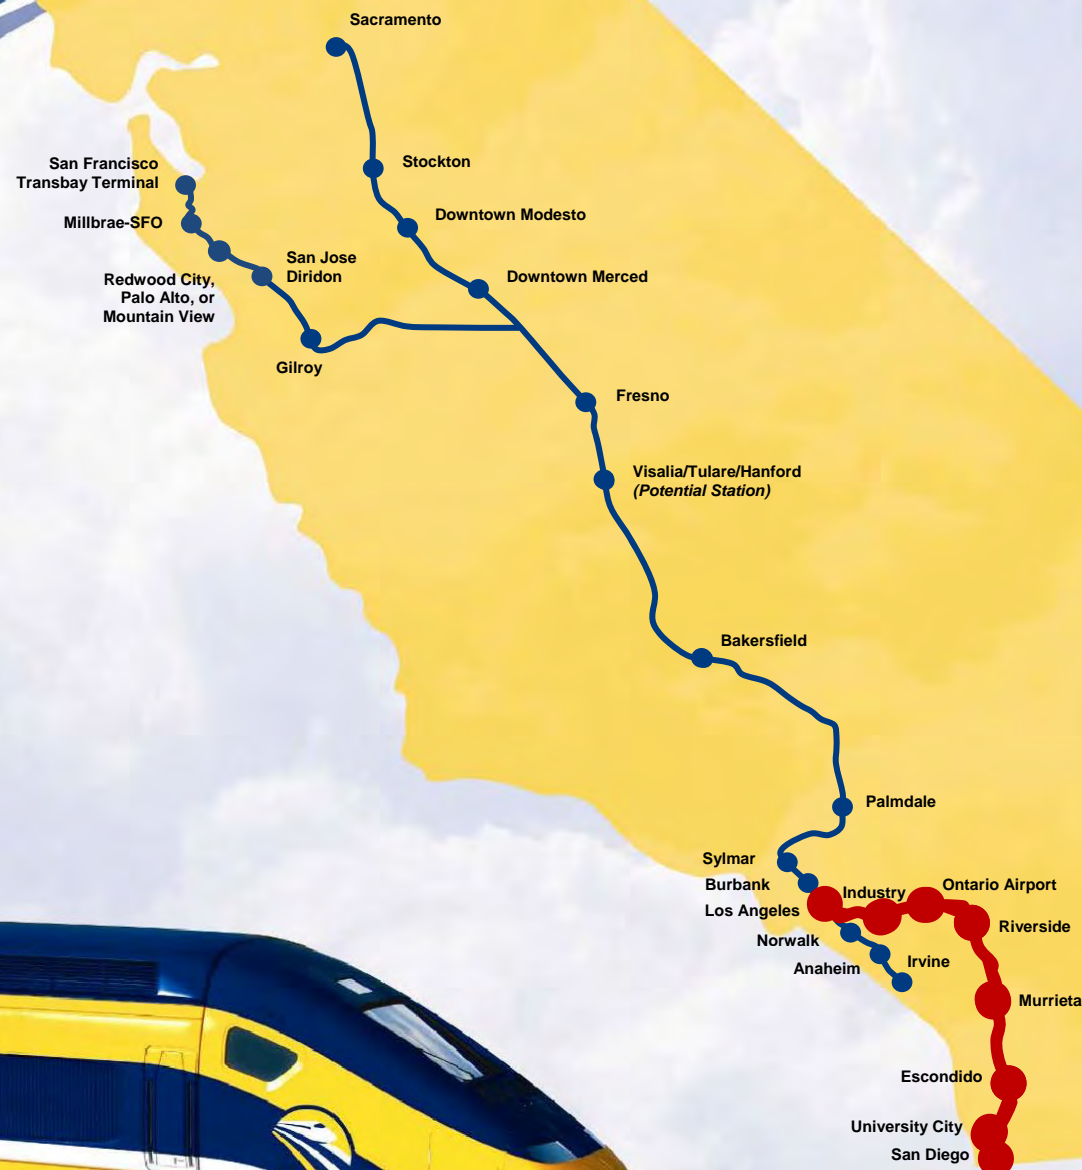 Sacramento
Stockton
San Francisco
Transbay Terminal
Downtown Modesto
Millbrae-SFO
San Jose
Diridon
Downtown Merced
Redwood City,
Palo Alto, or
Mountain View
Gilroy
Fresno
Visalia/Tulare/Hanford
(Potential Station)
Bakersfield
Palmdale
Sylmar
Burbank
Industry
Ontario Airport
Los Angeles
Riverside
Norwalk
Irvine
Anaheim
Murrieta
Escondido
University City
San Diego